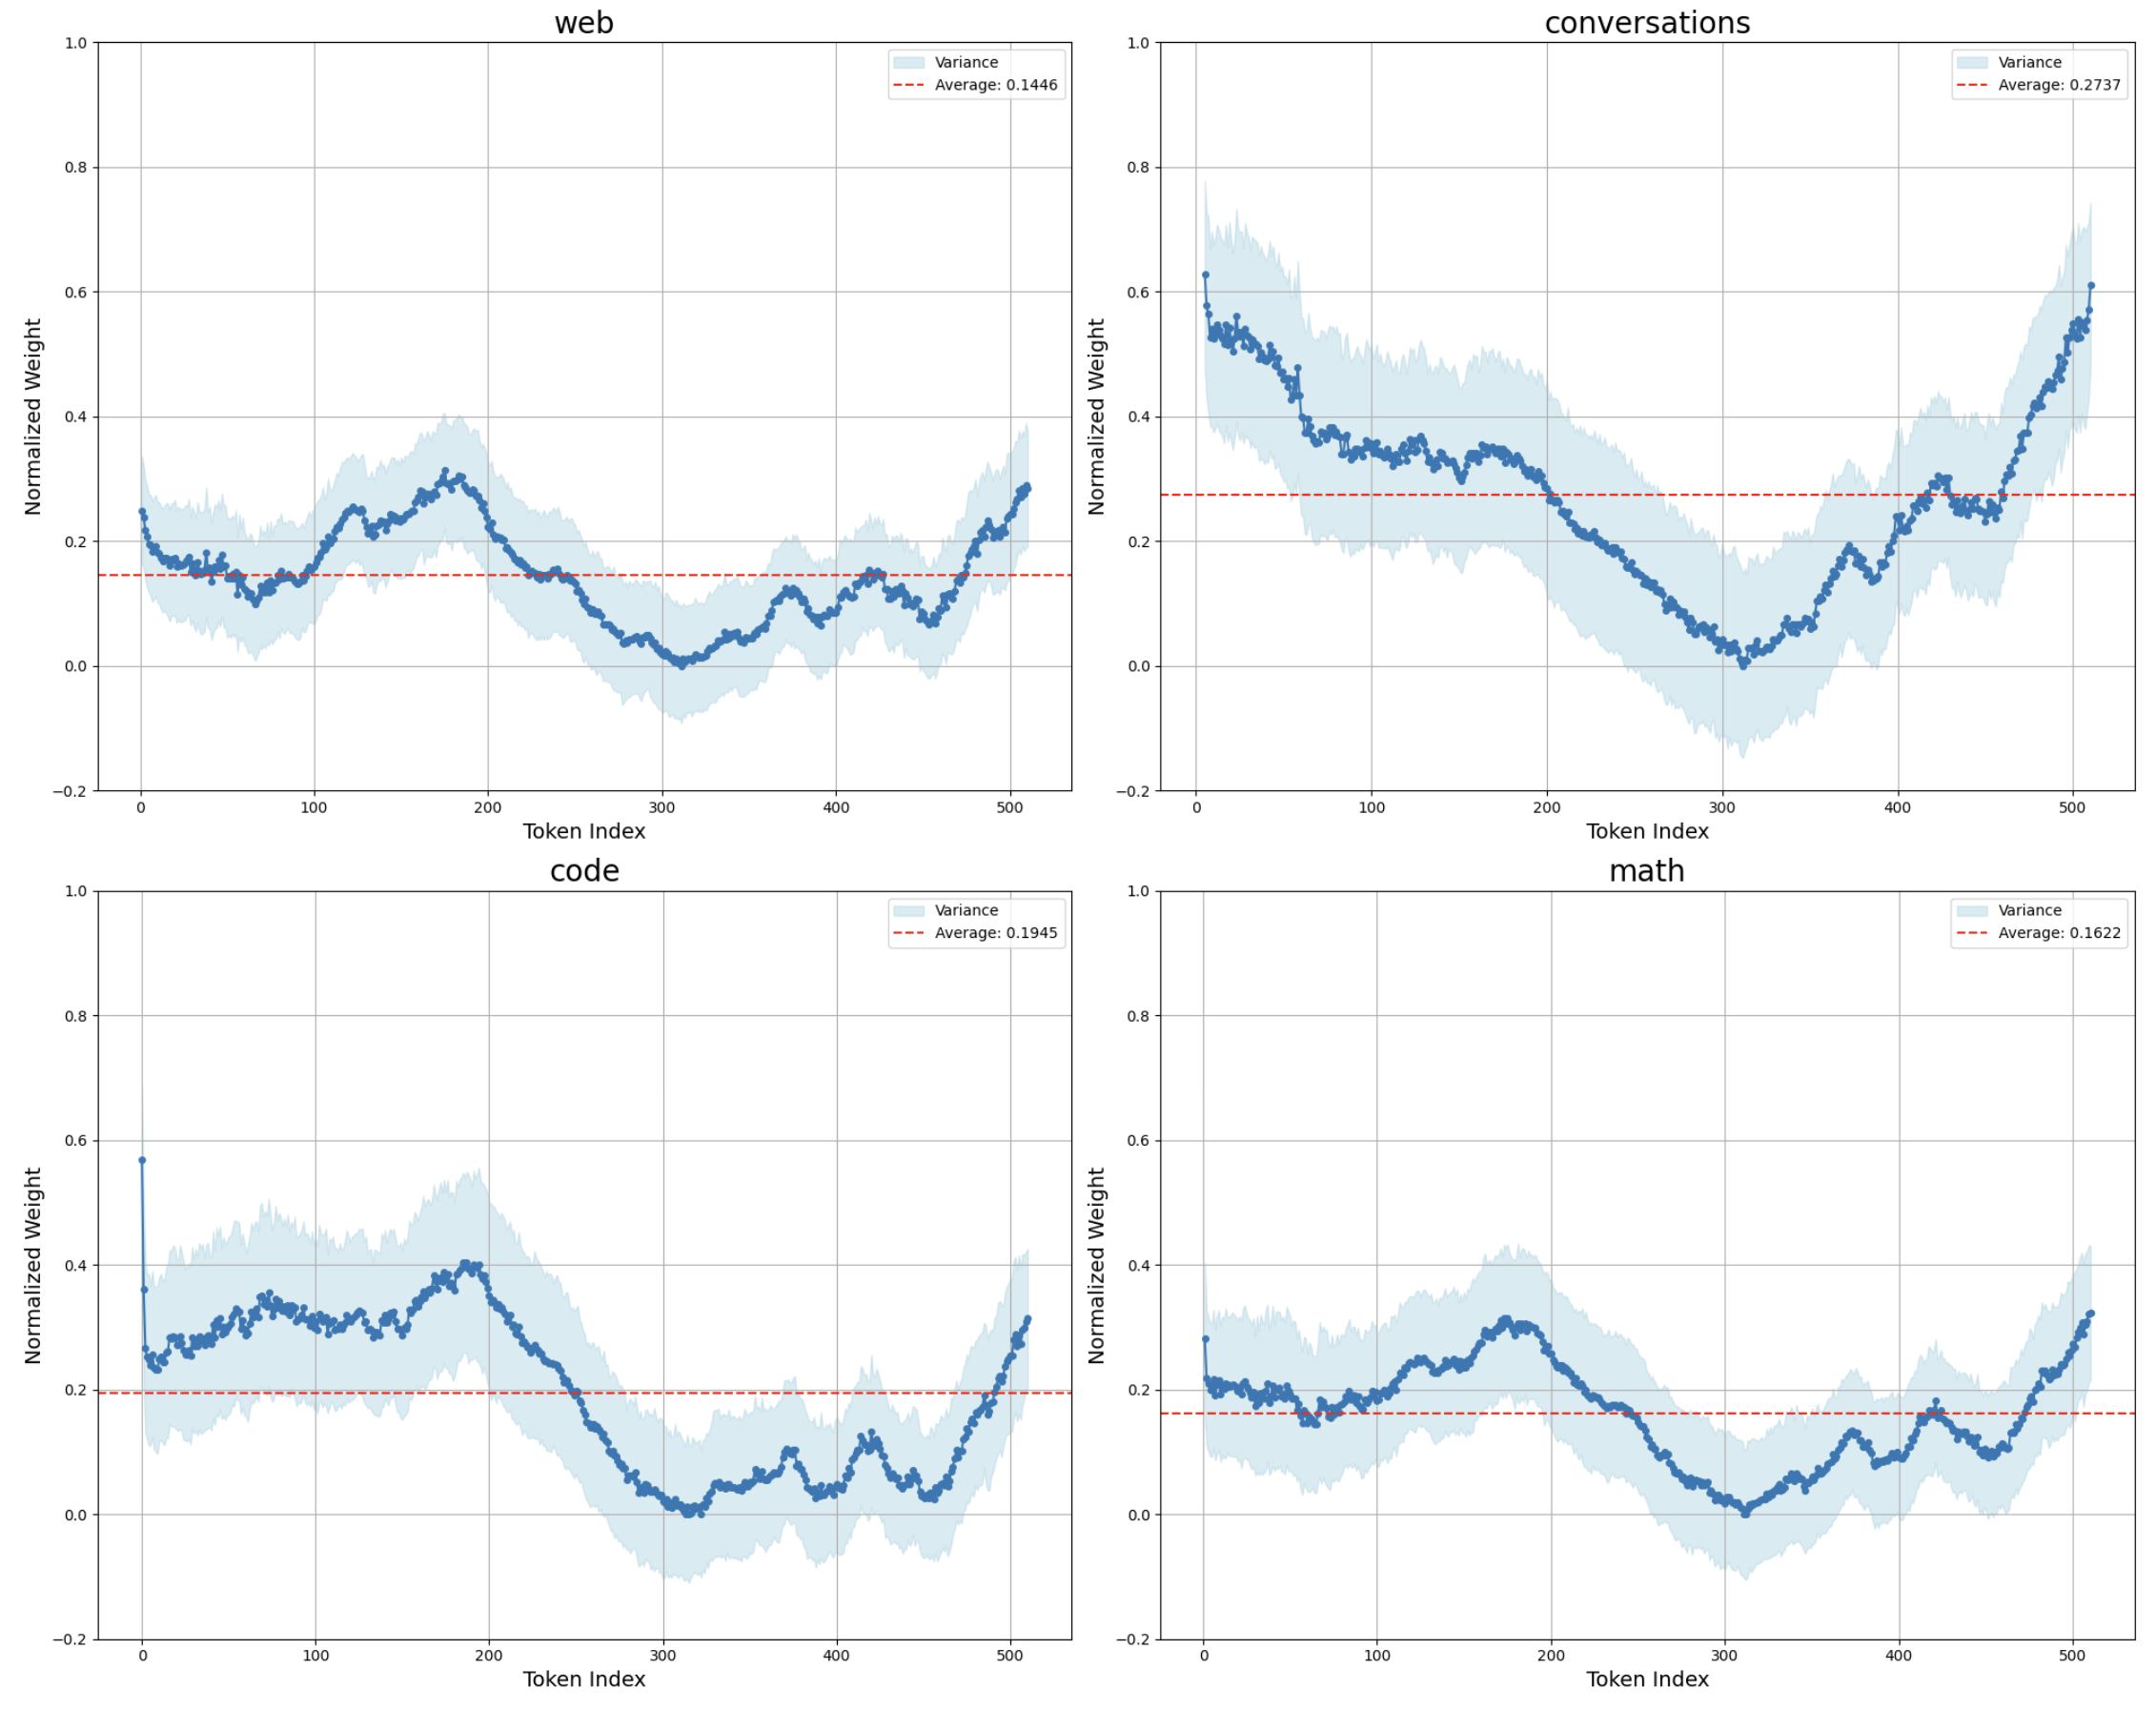 web
Variance
Average: 0.1446
Normalized Weight
1.0
0.8
0.6
0.4
0.2
0.0
−0.2
0 100 200 300 400 500
Token Index
conversations
Variance
Average: 0.2737
Normalized Weight
1.0
0.8
0.6
0.4
0.2
0.0
−0.2
0 100 200 300 400 500
Token Index
code
Variance
Average: 0.1945
Normalized Weight
1.0
0.8
0.6
0.4
0.2
0.0
−0.2
0 100 200 300 400 500
Token Index
math
Variance
Average: 0.1622
Normalized Weight
1.0
0.8
0.6
0.4
0.2
0.0
−0.2
0 100 200 300 400 500
Token Index